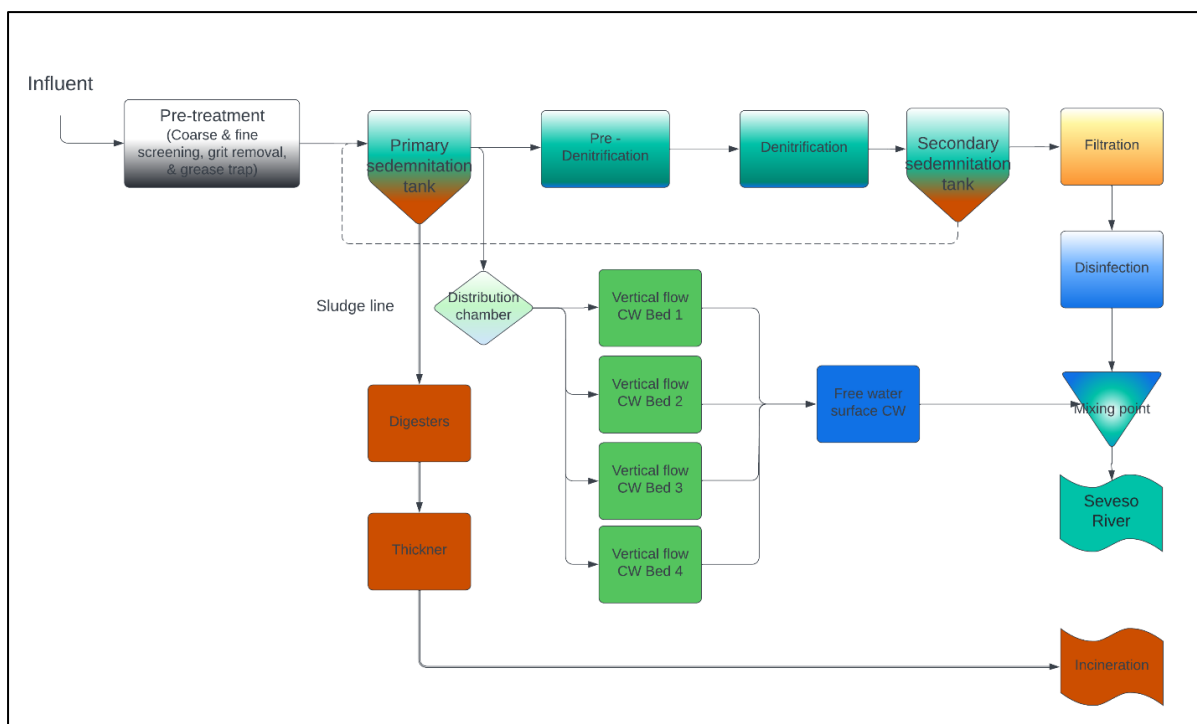 Influent
Pre-treatment
(Coarse & fine
screening, grit removal,
& grease trap)
Primary
sedemnitation
tank
Pre -
Denitrification
Denitrification
Secondary
sedemnitation
tank
Filtration
Disinfection
Sludge line
Distribution
chamber
Vertical flow
CW Bed 1
Vertical flow
CW Bed 2
Vertical flow
CW Bed 3
Vertical flow
CW Bed 4
Free water
surface CW
Mixing point
Seveso
River
Digesters
Thickner
Incineration